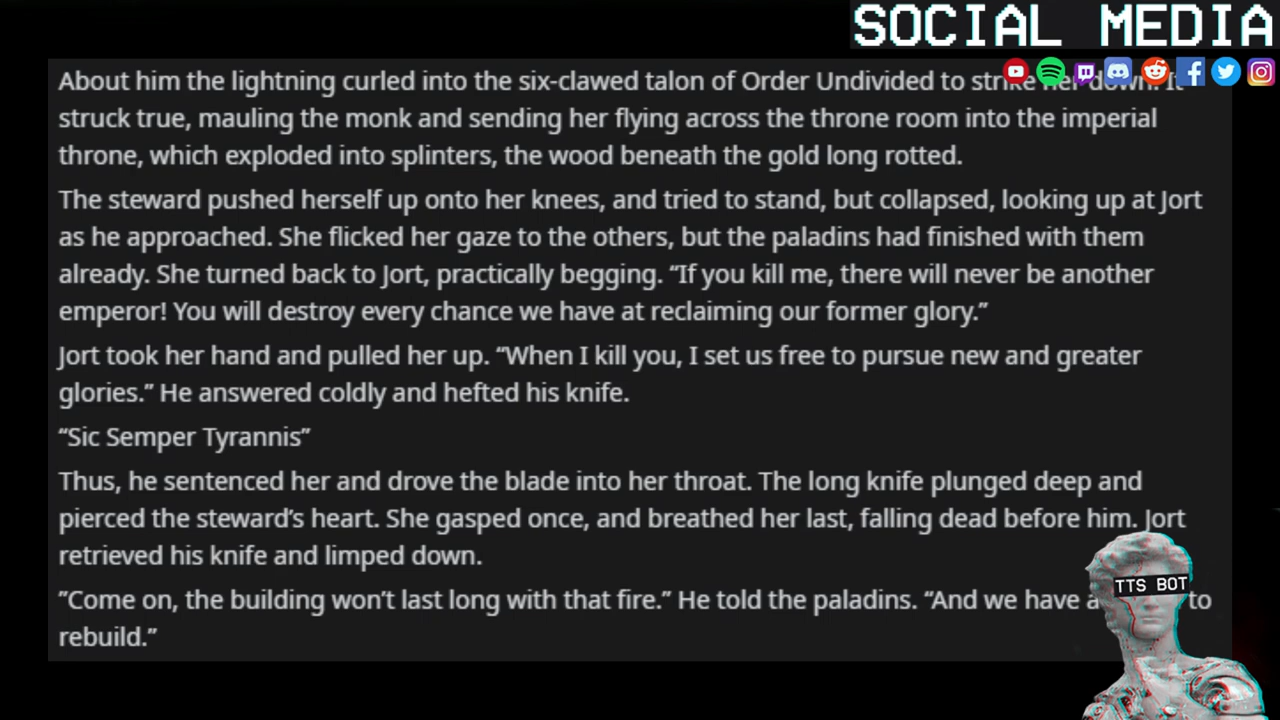 SOCIAL MEDIA
About him the lightning curled into the six-clawed talon of Order Undivided to strike her down. It
struck true, mauling the monk and sending her flying across the throne room into the imperial
throne, which exploded into splinters, the wood beneath the gold long rotted.
The steward pushed herself up onto her knees, and tried to stand, but collapsed, looking up at Jort
as he approached. She flicked her gaze to the others, but the paladins had finished with them
already. She turned back to Jort, practically begging. “If you kill me, there will never be another
emperor! You will destroy every chance we have at reclaiming our former glory.”
Jort took her hand and pulled her up. “When I kill you, I set us free to pursue new and greater
glories.” He answered coldly and hefted his knife.
“Sic Semper Tyrannis”
Thus, he sentenced her and drove the blade into her throat. The long knife plunged deep and
pierced the steward’s heart. She gasped once, and breathed her last, falling dead before him. Jort
retrieved his knife and limped down.
”Come on, the building won’t last long with that fire.” He told the paladins. “And we have to
rebuild.”
TTS BOT